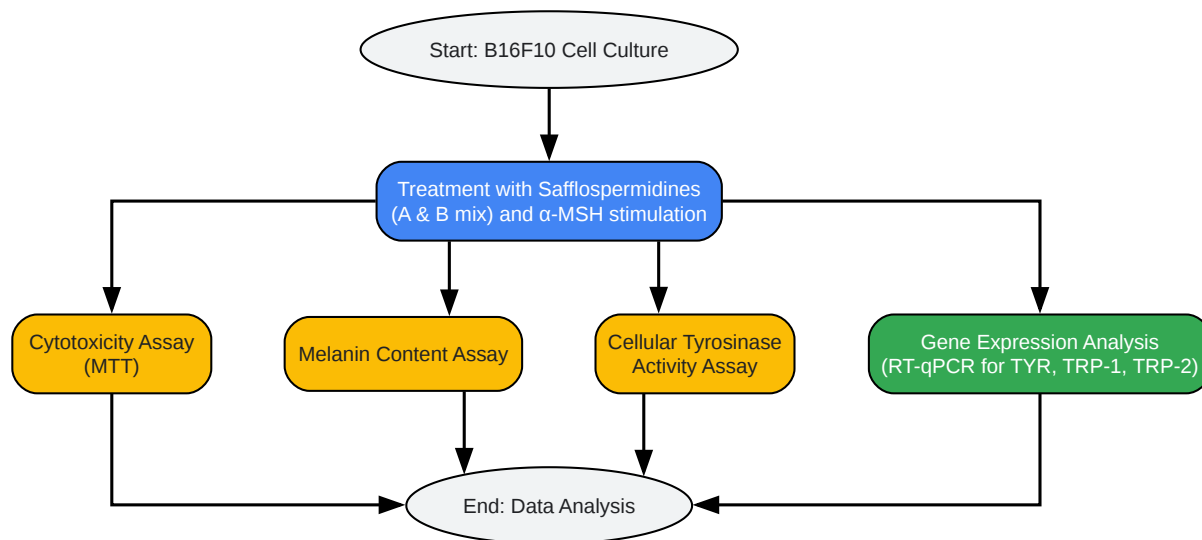 Start: B16F10 Cell Culture
Treatment with Safflospermidines
(A & B mix) and α-MSH stimulation
Cytotoxicity Assay
(MTT)
Melanin Content Assay
Cellular Tyrosinase
Activity Assay
Gene Expression Analysis
(RT-qPCR for TYR, TRP-1, TRP-2)
End: Data Analysis